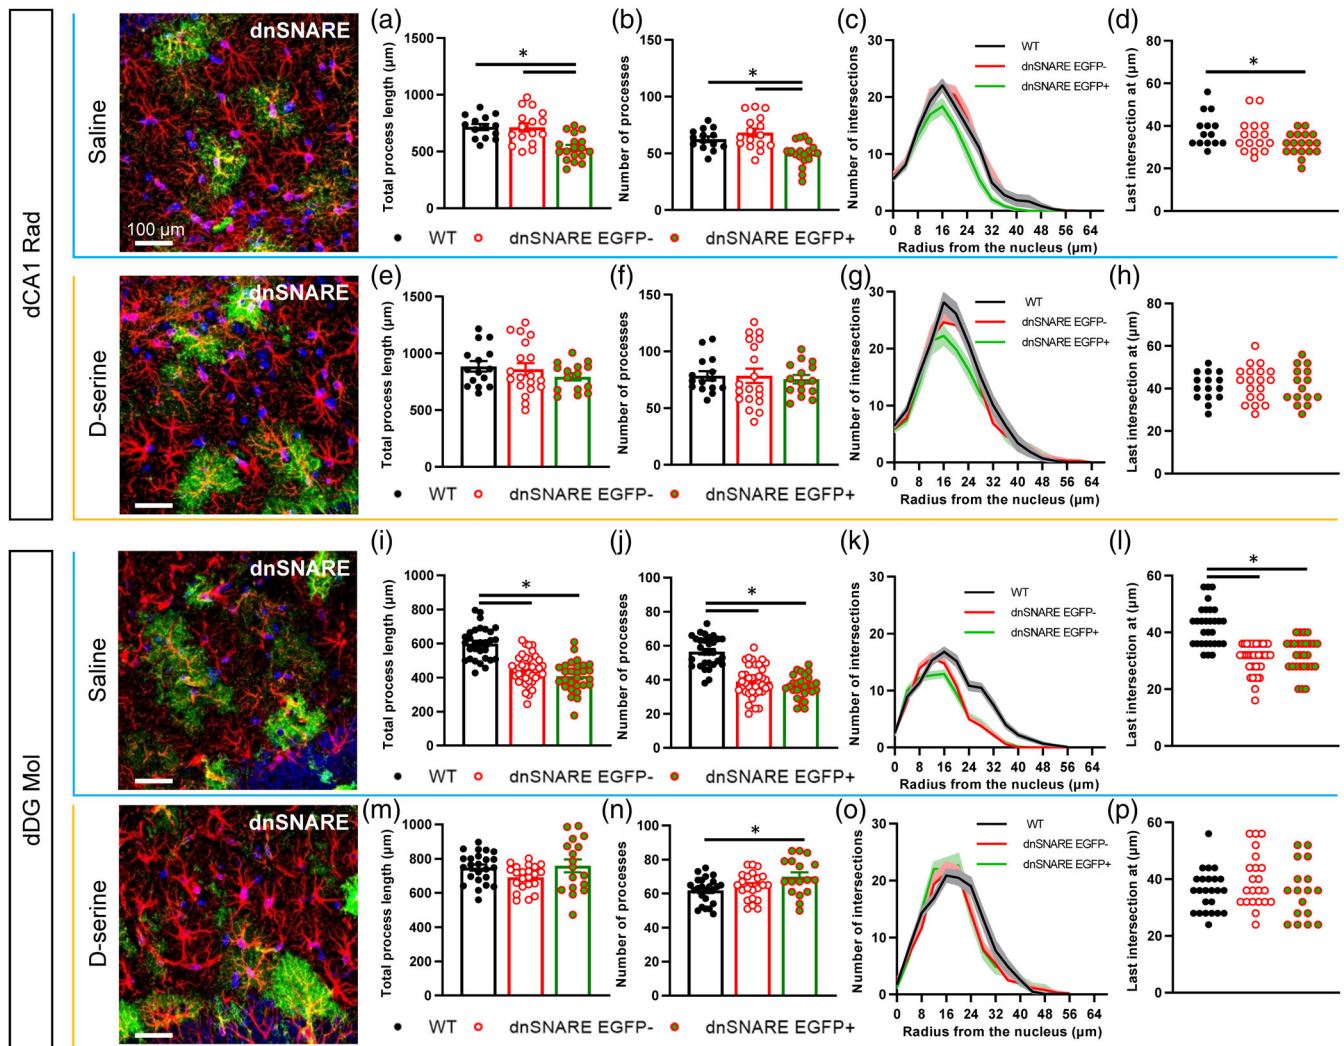 dCA1 Rad
Saline
dnSNARE
100 µm
(a)
Total process length (µm)
1500
1000
500
0
*
(b)
Number of processes
150
100
50
0
*
(c)
Number of intersections
30
20
10
0
WT
dnSNARE EGFP-
dnSNARE EGFP+
0 8 16 24 32 40 48 56 64
Radius from the nucleus (µm)
(d)
Last intersection at (µm)
80
60
40
20
0
*
WT dnSNARE EGFP- dnSNARE EGFP+
D-serine
dnSNARE
(e)
Total process length (µm)
1500
1000
500
0
(f)
Number of processes
150
100
50
0
(g)
Number of intersections
30
20
10
0
WT
dnSNARE EGFP-
dnSNARE EGFP+
0 8 16 24 32 40 48 56 64
Radius from the nucleus (µm)
(h)
Last intersection at (µm)
80
60
40
20
0
WT dnSNARE EGFP- dnSNARE EGFP+
dDG Mol
Saline
dnSNARE
(i)
Total process length (µm)
1000
800
600
400
200
0
*
(j)
Number of processes
100
80
60
40
20
0
*
(k)
Number of intersections
30
20
10
0
WT
dnSNARE EGFP-
dnSNARE EGFP+
0 8 16 24 32 40 48 56 64
Radius from the nucleus (µm)
(l)
Last intersection at (µm)
60
40
20
0
*
WT dnSNARE EGFP- dnSNARE EGFP+
D-serine
dnSNARE
(m)
Total process length (µm)
1000
800
600
400
200
0
(n)
Number of processes
100
80
60
40
20
0
*
(o)
Number of intersections
30
20
10
0
WT
dnSNARE EGFP-
dnSNARE EGFP+
0 8 16 24 32 40 48 56 64
Radius from the nucleus (µm)
(p)
Last intersection at (µm)
60
40
20
0
WT dnSNARE EGFP- dnSNARE EGFP+